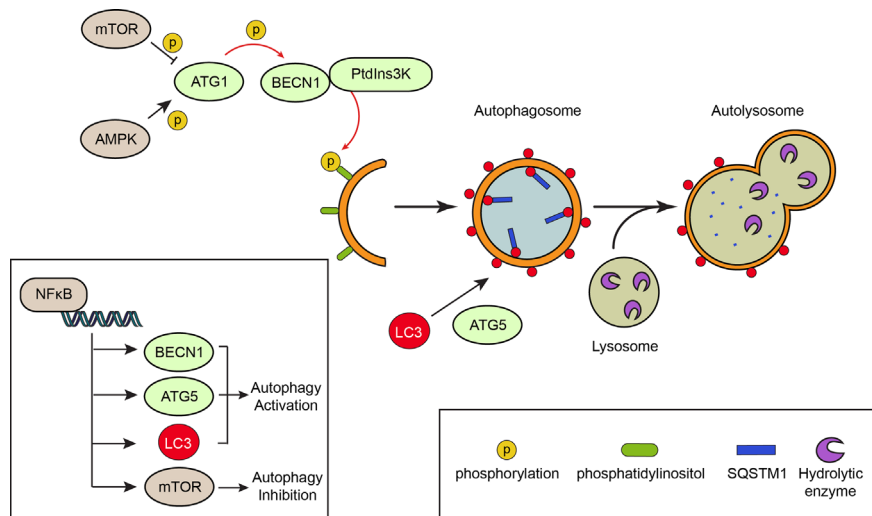 mTOR
p
p
ATG1
BECN1
PtdIns3K
AMPK
p
p
Autophagosome
Autolysosome
LC3
ATG5
Lysosome
NFκB
BECN1
ATG5
LC3
mTOR
Autophagy
Activation
Autophagy
Inhibition
p
phosphorylation
phosphatidylinositol
SQSTM1
Hydrolytic
enzyme